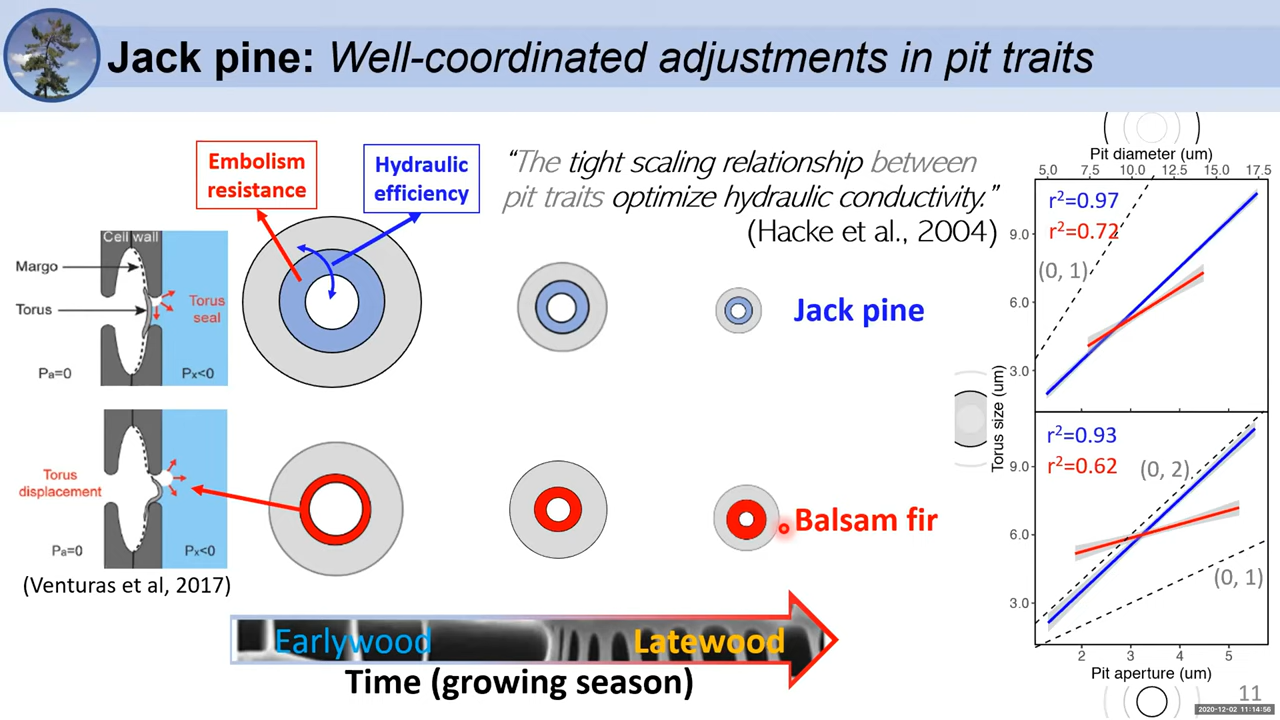 Jack pine: Well-coordinated adjustments in pit traits
Embolism
resistance
Hydraulic
efficiency
“The tight scaling relationship between
pit traits optimize hydraulic conductivity.”
(Hacke et al., 2004)
Cell wall
Margo
Torus
Torus
seal
Pa=0
Px<0
Jack pine
Torus
displacement
Pa=0
Px<0
(Venturas et al, 2017)
Balsam fir
Earlywood
Latewood
Time (growing season)
Pit diameter (um)
5.0 7.5 10.0 12.5 15.0 17.5
r²=0.97
r²=0.72
(0, 1)
9.0
6.0
3.0
Torus size (um)
r²=0.93
r²=0.62
(0, 2)
(0, 1)
9.0
6.0
3.0
2 3 4 5
Pit aperture (um)
11
2020-12-02 11:14:56